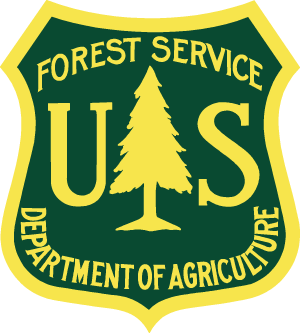 FOREST SERVICE
U S
DEPARTMENT OF AGRICULTURE